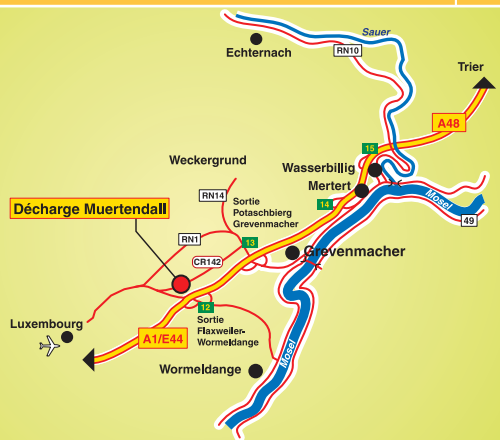 Sauer
RN10
Echternach
Trier
A48
15
Weckergrund
Wasserbillig
Mertert
RN14
14
Mosel
49
Sortie
Potaschbierg
Grevenmacher
Décharge Muertendall
RN1
13
Grevenmacher
CR142
12
Sortie
Flaxweiler-
Wormeldange
Luxembourg
A1/E44
Mosel
Wormeldange